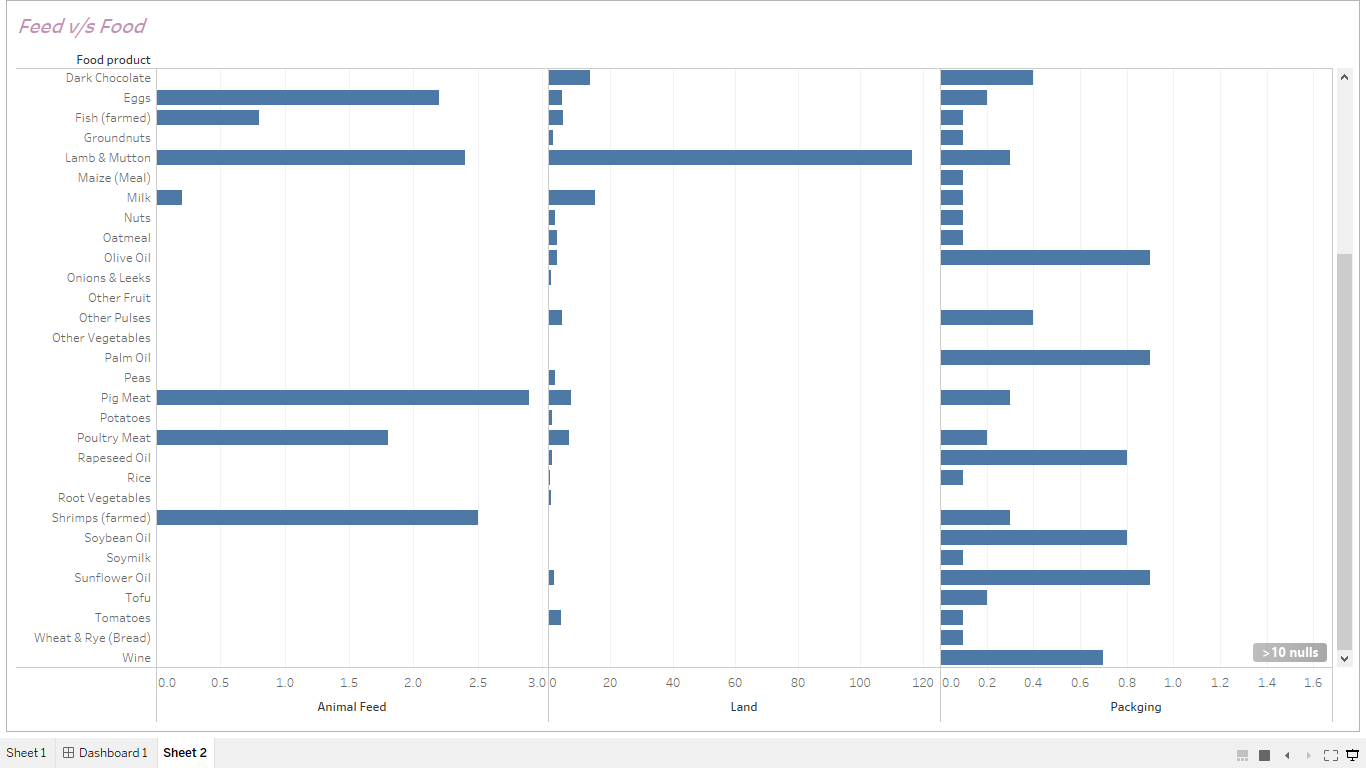 Feed v/s Food
Food product
Dark Chocolate
Eggs
Fish (farmed)
Groundnuts
Lamb & Mutton
Maize (Meal)
Milk
Nuts
Oatmeal
Olive Oil
Onions & Leeks
Other Fruit
Other Pulses
Other Vegetables
Palm Oil
Peas
Pig Meat
Potatoes
Poultry Meat
Rapeseed Oil
Rice
Root Vegetables
Shrimps (farmed)
Soybean Oil
Soymilk
Sunflower Oil
Tofu
Tomatoes
Wheat & Rye (Bread)
Wine
>10 nulls
0.0 0.5 1.0 1.5 2.0 2.5 3.0 0 20 40 60 80 100 120 0.0 0.2 0.4 0.6 0.8 1.0 1.2 1.4 1.6
Animal Feed Land Packging
Sheet 1 Dashboard 1 Sheet 2